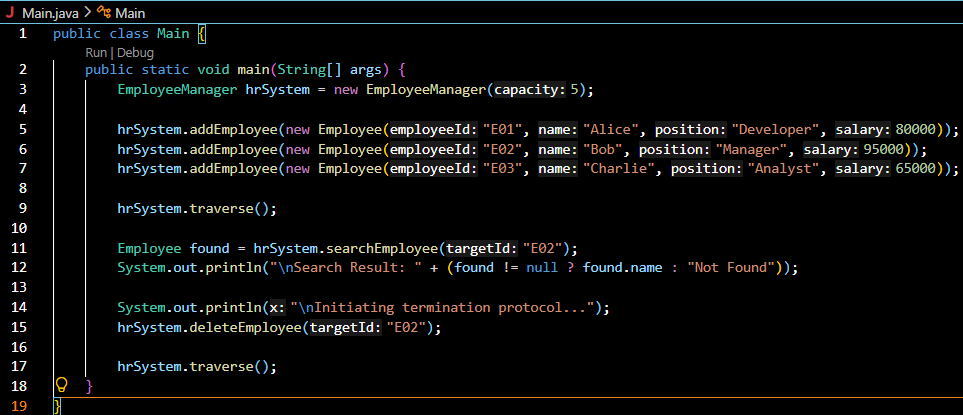 Main.java > Main
1 public class Main {
Run | Debug
2 public static void main(String[] args) {
3 EmployeeManager hrSystem = new EmployeeManager(capacity: 5);
4
5 hrSystem.addEmployee(new Employee(employeeId: "E01", name: "Alice", position: "Developer", salary: 80000));
6 hrSystem.addEmployee(new Employee(employeeId: "E02", name: "Bob", position: "Manager", salary: 95000));
7 hrSystem.addEmployee(new Employee(employeeId: "E03", name: "Charlie", position: "Analyst", salary: 65000));
8
9 hrSystem.traverse();
10
11 Employee found = hrSystem.searchEmployee(targetId: "E02");
12 System.out.println("\nSearch Result: " + (found != null ? found.name : "Not Found"));
13
14 System.out.println(x: "\nInitiating termination protocol...");
15 hrSystem.deleteEmployee(targetId: "E02");
16
17 hrSystem.traverse();
18 }
19 }